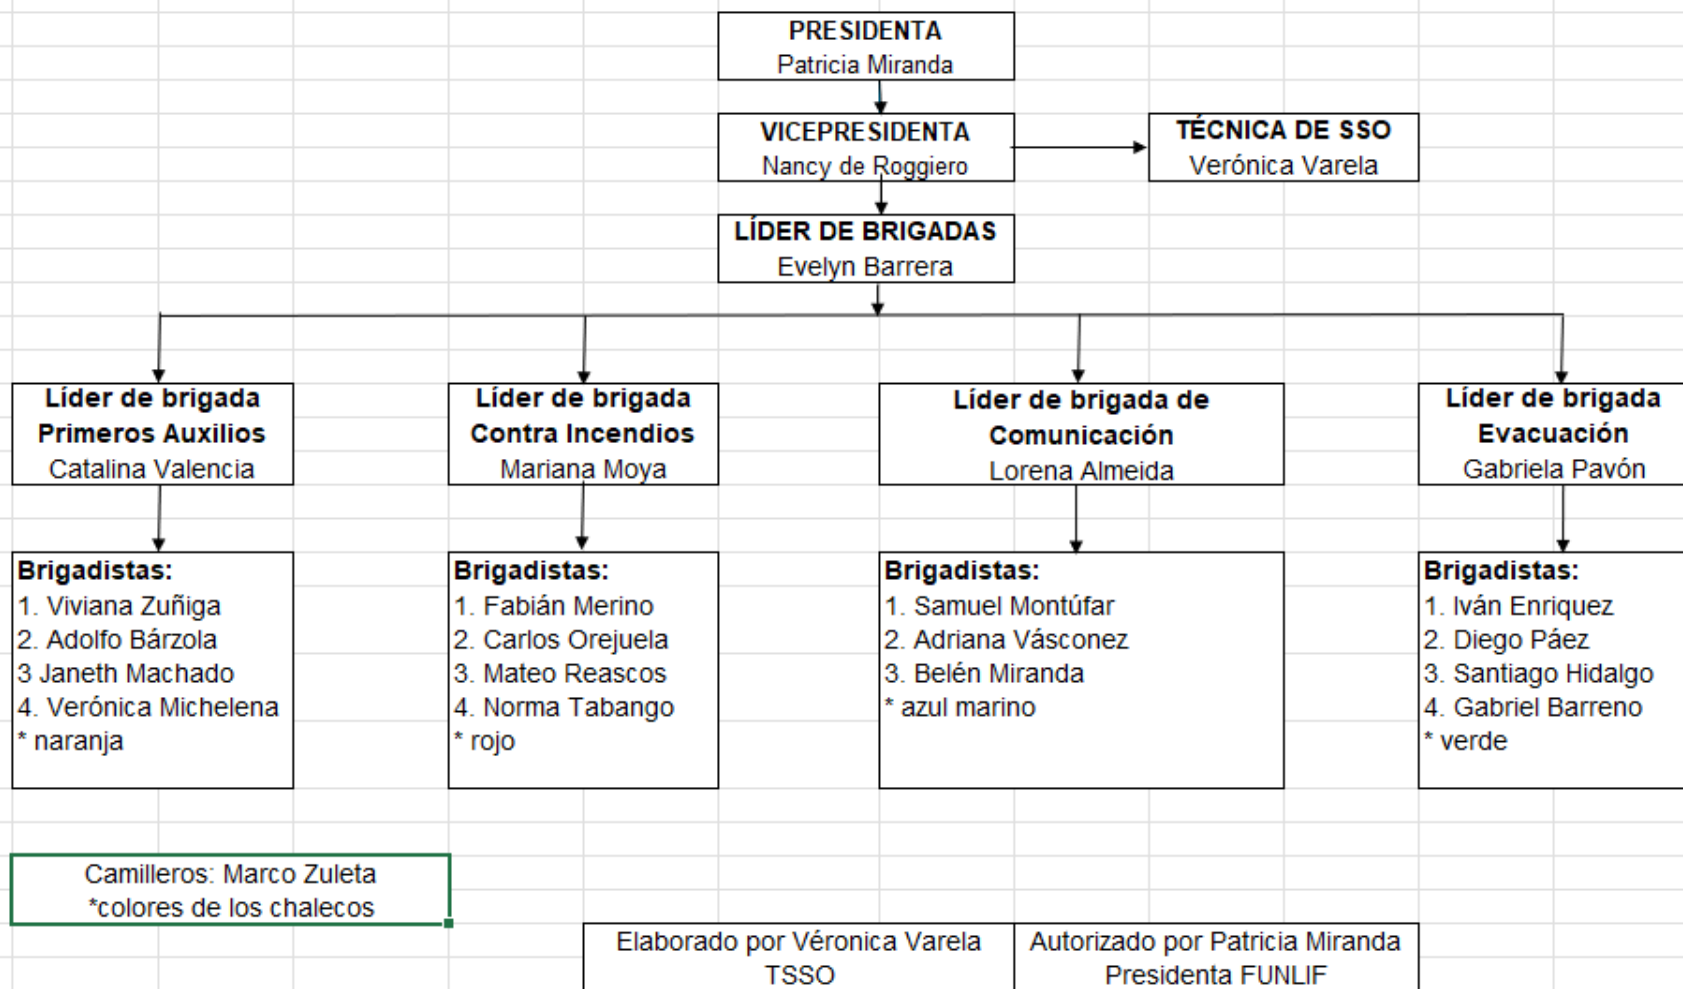 PRESIDENTA
Patricia Miranda
VICEPRESIDENTA
Nancy de Roggiero
TÉCNICA DE SSO
Verónica Varela
LÍDER DE BRIGADAS
Evelyn Barrera
Líder de brigada
Primeros Auxilios
Catalina Valencia
Líder de brigada
Contra Incendios
Mariana Moya
Líder de brigada de
Comunicación
Lorena Almeida
Líder de brigada
Evacuación
Gabriela Pavón
Brigadistas:
1. Viviana Zuñiga
2. Adolfo Bárzola
3 Janeth Machado
4. Verónica Michelena
* naranja
Brigadistas:
1. Fabián Merino
2. Carlos Orejuela
3. Mateo Reascos
4. Norma Tabango
* rojo
Brigadistas:
1. Samuel Montúfar
2. Adriana Vásconez
3. Belén Miranda
* azul marino
Brigadistas:
1. Iván Enriquez
2. Diego Páez
3. Santiago Hidalgo
4. Gabriel Barreno
* verde
Camilleros: Marco Zuleta
*colores de los chalecos
Elaborado por Véronica Varela
TSSO
Autorizado por Patricia Miranda
Presidenta FUNLIF